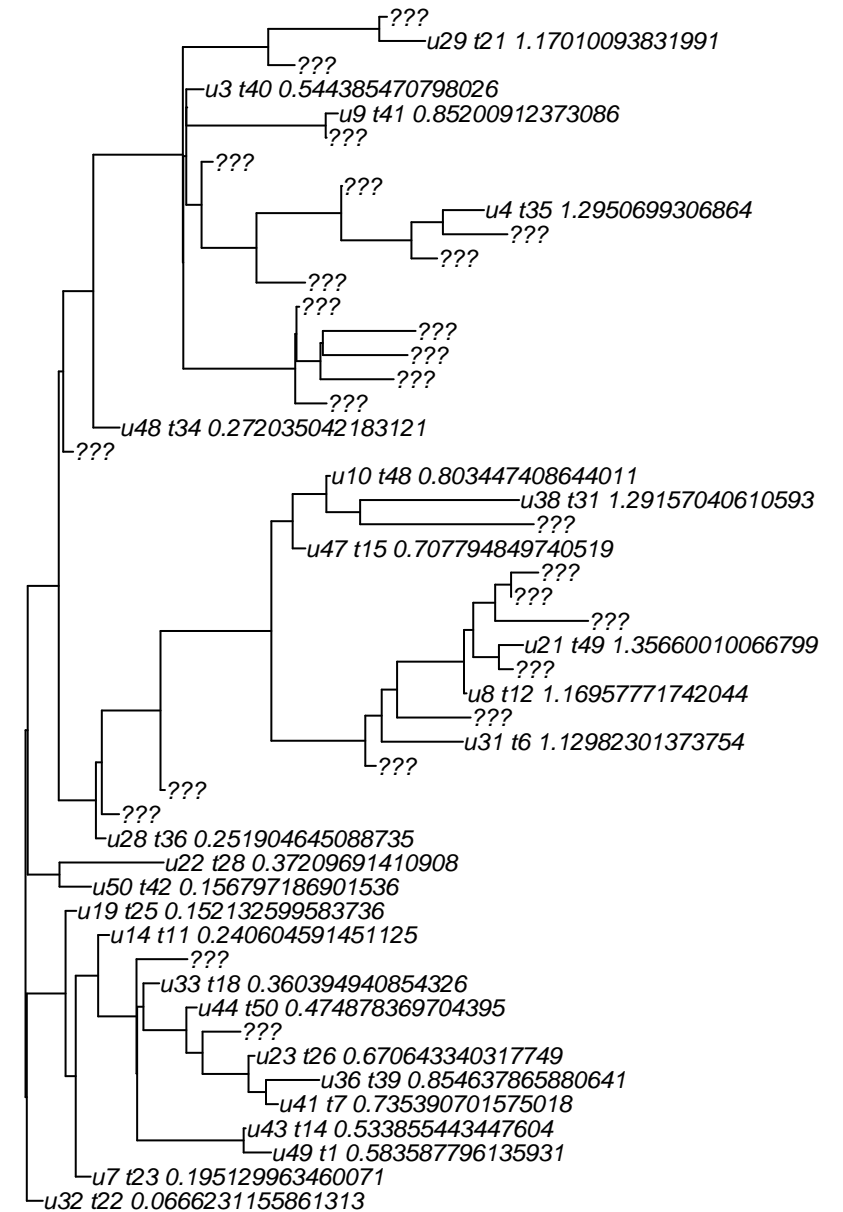 ???
u29 t21 1.17010093831991
???
u3 t40 0.544385470798026
u9 t41 0.85200912373086
???
???
???
u4 t35 1.2950699306864
???
???
???
???
???
???
???
???
u48 t34 0.272035042183121
???
u10 t48 0.803447408644011
u38 t31 1.29157040610593
???
u47 t15 0.707794849740519
???
???
???
u21 t49 1.35660010066799
???
u8 t12 1.16957771742044
???
u31 t6 1.12982301373754
???
???
???
u28 t36 0.251904645088735
u22 t28 0.37209691410908
u50 t42 0.156797186901536
u19 t25 0.152132599583736
u14 t11 0.240604591451125
???
u33 t18 0.360394940854326
u44 t50 0.474878369704395
???
u23 t26 0.670643340317749
u36 t39 0.854637865880641
u41 t7 0.735390701575018
u43 t14 0.533855443447604
u49 t1 0.583587796135931
u7 t23 0.195129963460071
u32 t22 0.0666231155861313